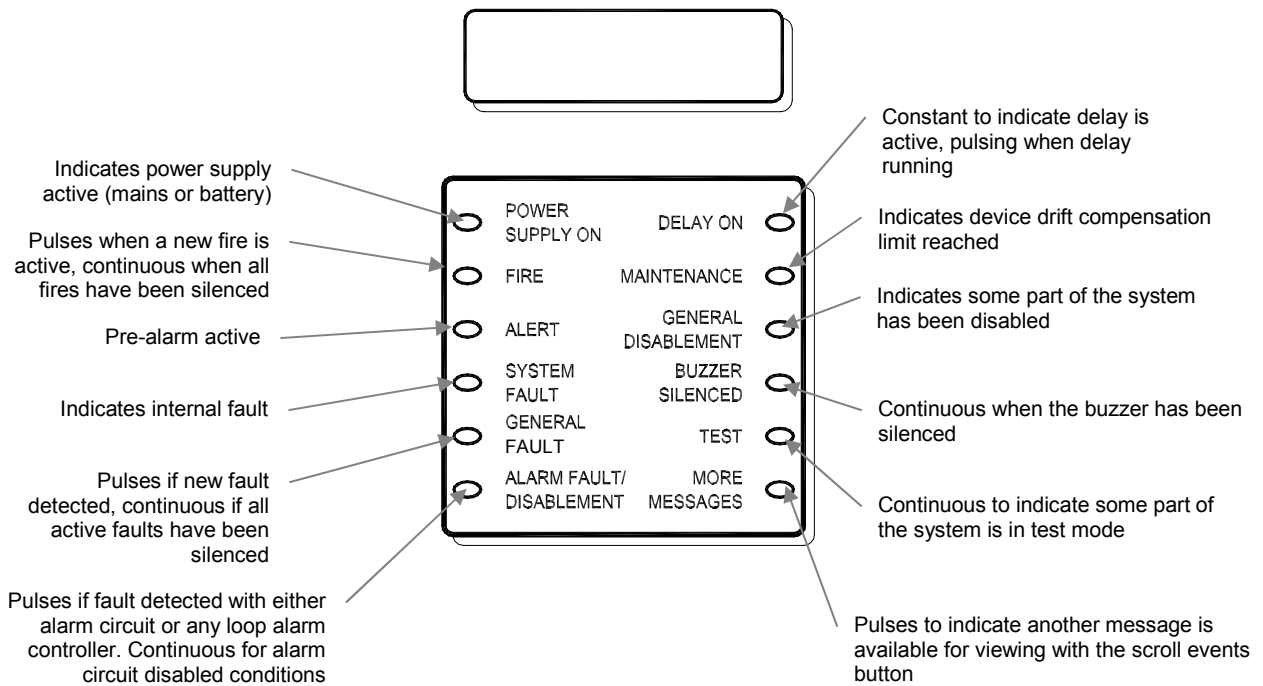 Indicates power supply
active (mains or battery)
Pulses when a new fire is
active, continuous when all
fires have been silenced
Pre-alarm active
Indicates internal fault
Pulses if new fault
detected, continuous if all
active faults have been
silenced
Pulses if fault detected with either
alarm circuit or any loop alarm
controller. Continuous for alarm
circuit disabled conditions
POWER
SUPPLY ON
FIRE
ALERT
SYSTEM
FAULT
GENERAL
FAULT
ALARM FAULT/
DISABLEMENT
DELAY ON
MAINTENANCE
GENERAL
DISABLEMENT
BUZZER
SILENCED
TEST
MORE
MESSAGES
Constant to indicate delay is
active, pulsing when delay
running
Indicates device drift compensation
limit reached
Indicates some part of the system
has been disabled
Continuous when the buzzer has been
silenced
Continuous to indicate some part of
the system is in test mode
Pulses to indicate another message is
available for viewing with the scroll events
button